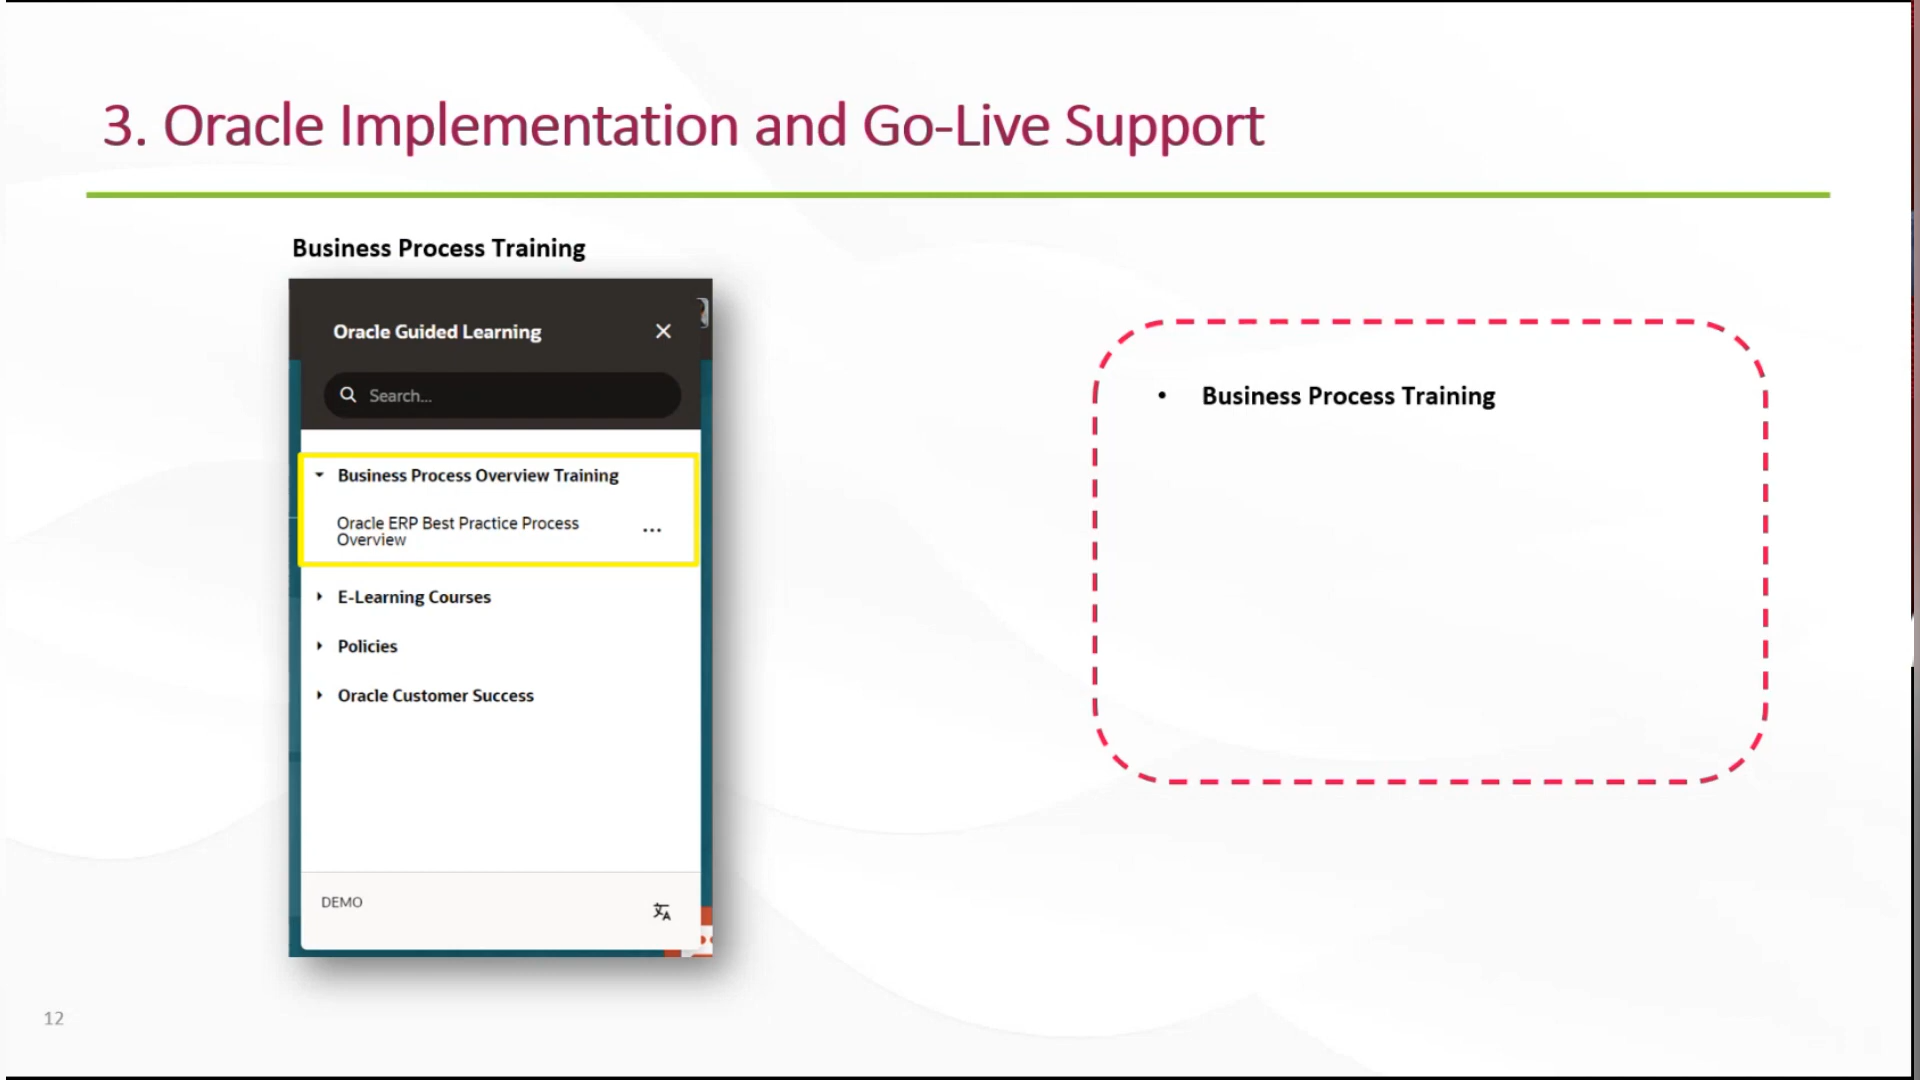 3. Oracle Implementation and Go-Live Support
Business Process Training
Oracle Guided Learning
Search...
Business Process Overview Training
Oracle ERP Best Practice Process
Overview
...
E-Learning Courses
Policies
Oracle Customer Success
DEMO
• Business Process Training
12